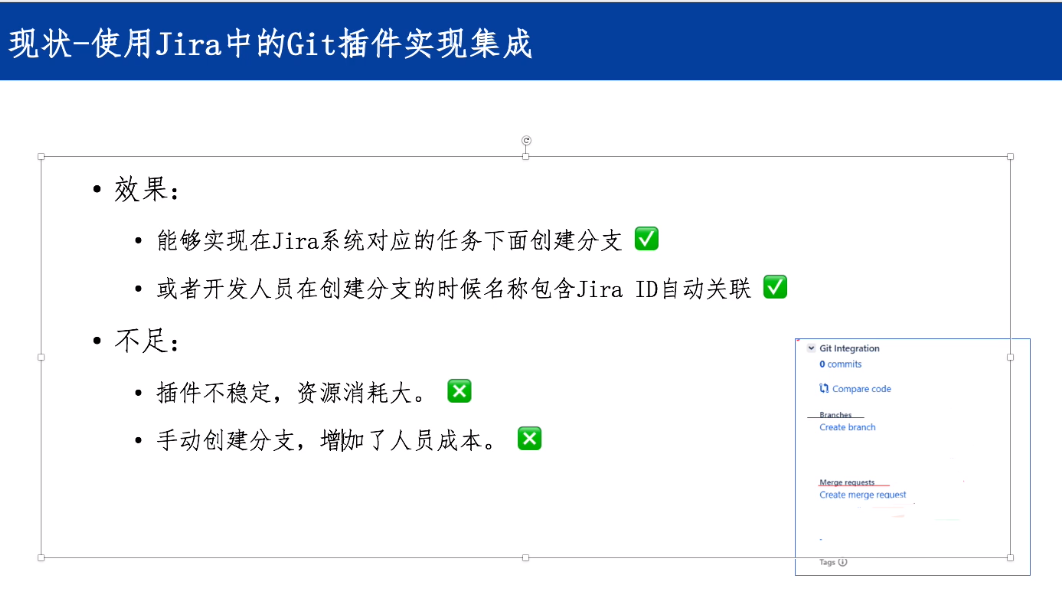 现状-使用Jira中的Git插件实现集成
• 效果：
• 能够实现在Jira系统对应的任务下面创建分支 ✅
• 或者开发人员在创建分支的时候名称包含Jira ID自动关联 ✅
• 不足：
• 插件不稳定，资源消耗大。 ❎
• 手动创建分支，增加了人员成本。 ❎
Git Integration
0 commits
Compare code
Branches
Create branch
Merge requests
Create merge request
Tags